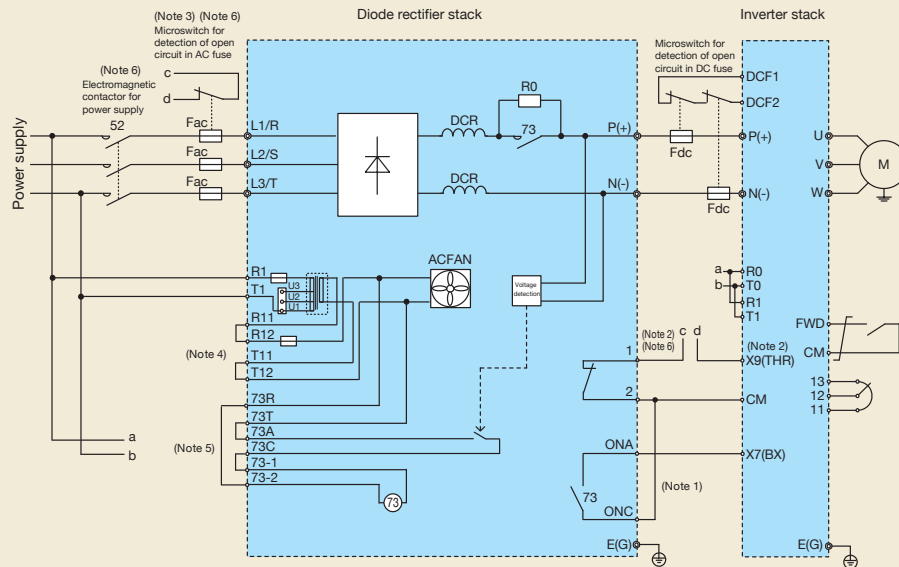 Diode rectifier stack
Inverter stack
(Note 3) (Note 6)
Microswitch for
detection of open
circuit in AC fuse
c
d
(Note 6)
Electromagnetic
contactor for
power supply
52
Power supply
Fac
Fac
Fac
L1/R
L2/S
L3/T
DCR
DCR
R0
73
P(+)
N(-)
Microswitch for
detection of open
circuit in DC fuse
Fdc
Fdc
DCF1
DCF2
P(+)
N(-)
U
V
W
M
R1
T1
U3
U2
U1
R11
R12
T11
T12
(Note 4)
ACFAN
Voltage
detection
73R
73T
73A
73C
73-1
73-2
(Note 5)
73
a
b
1
2
(Note 2)
(Note 6)
c
d
a
b
R0
T0
R1
T1
(Note 2)
X9(THR)
CM
X7(BX)
ONA
73
ONC
(Note 1)
E(G)
FWD
CM
13
12
11
E(G)